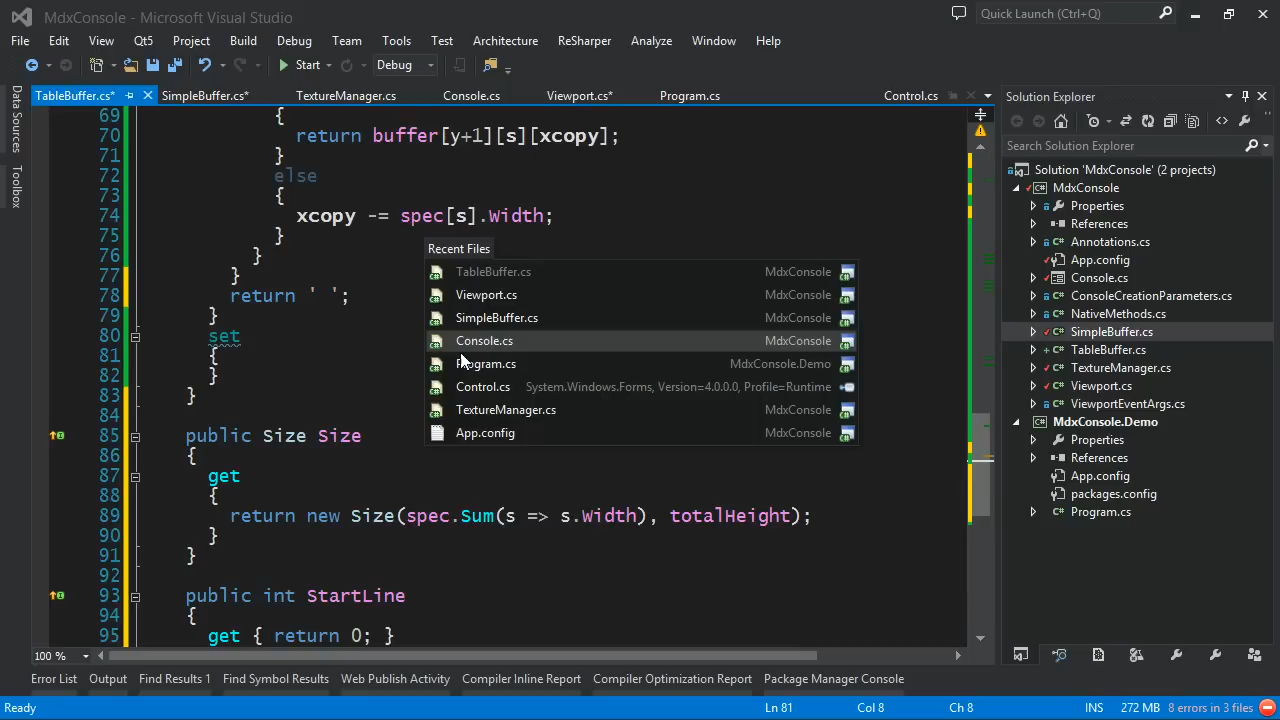 MdxConsole - Microsoft Visual Studio
Quick Launch (Ctrl+Q)
File Edit View Qt5 Project Build Debug Team Tools Test Architecture ReSharper Analyze Window Help
Start Debug
Data Sources
Toolbox
TableBuffer.cs* SimpleBuffer.cs* TextureManager.cs Console.cs Viewport.cs* Program.cs Control.cs
69 {
70 return buffer[y+1][s][xcopy];
71 }
72 else
73 {
74 xcopy -= spec[s].Width;
75 }
76 }
77 }
78 return ' ';
79 }
80 set
81 {
82 }
83 }
84
85 public Size Size
86 {
87 get
88 {
89 return new Size(spec.Sum(s => s.Width), totalHeight);
90 }
91 }
92
93 public int StartLine
94 {
95 get { return 0; }
Recent Files
TableBuffer.cs MdxConsole
Viewport.cs MdxConsole
SimpleBuffer.cs MdxConsole
Console.cs MdxConsole
Program.cs MdxConsole.Demo
Control.cs System.Windows.Forms, Version=4.0.0.0, Profile=Runtime
TextureManager.cs MdxConsole
App.config MdxConsole
100 %
Solution Explorer
Search Solution Explorer
Solution 'MdxConsole' (2 projects)
MdxConsole
Properties
References
Annotations.cs
App.config
Console.cs
ConsoleCreationParameters.cs
NativeMethods.cs
SimpleBuffer.cs
TableBuffer.cs
TextureManager.cs
Viewport.cs
ViewportEventArgs.cs
MdxConsole.Demo
Properties
References
App.config
packages.config
Program.cs
Error List Output Find Results 1 Find Symbol Results Web Publish Activity Compiler Inline Report Compiler Optimization Report Package Manager Console
Ready Ln 81 Col 8 Ch 8 INS 272 MB 8 errors in 3 files